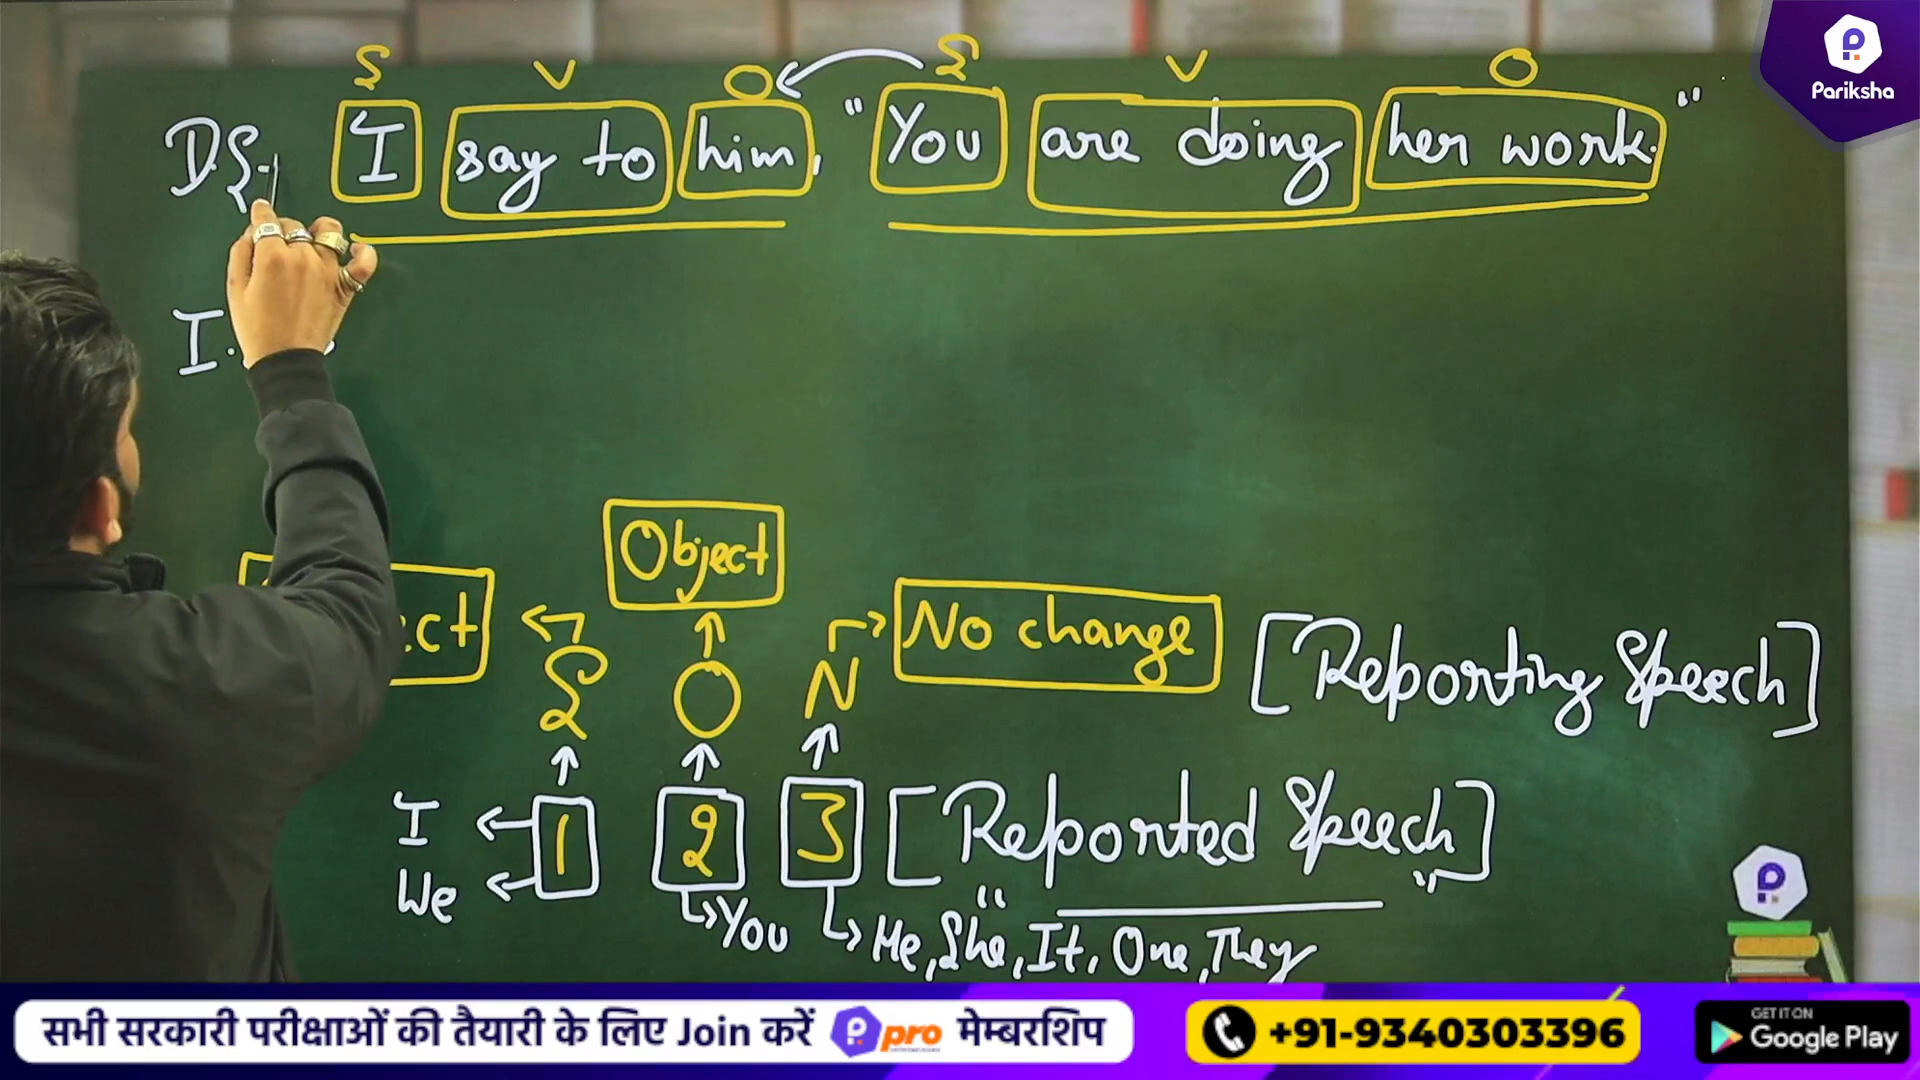 Pariksha
S V O S V O
D.S. I say to him, "You are doing her work."
I.
Object
ect S O N No change [Reporting Speech]
I 1 2 3 [Reported Speech]
We You " "
He, She, It, One, They
सभी सरकारी परीक्षाओं की तैयारी के लिए Join करें pro मेम्बरशिप
+91-9340303396
GET IT ON
Google Play